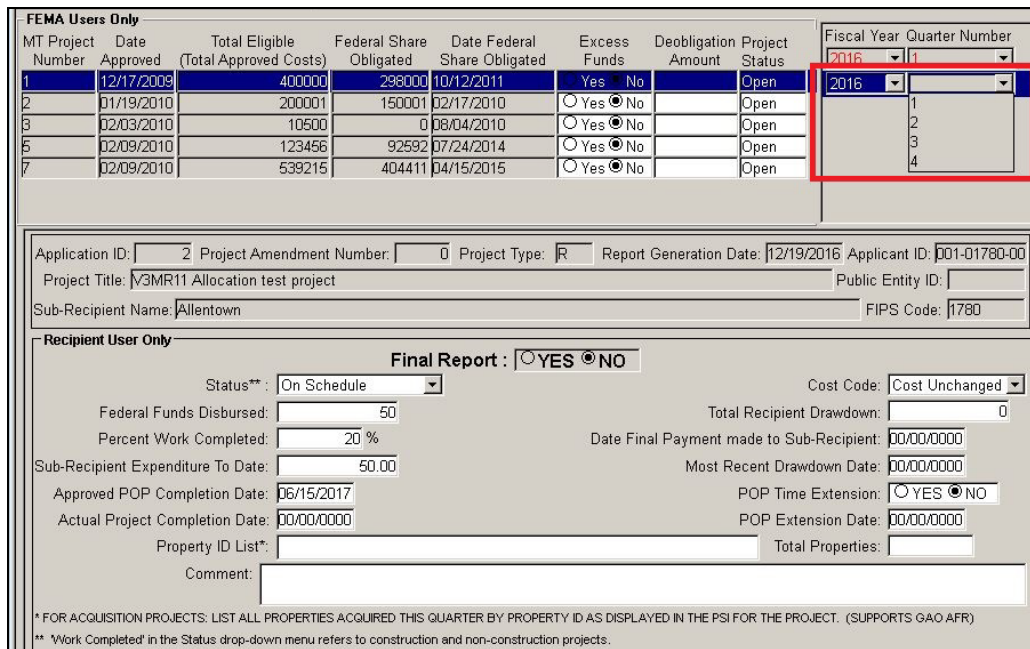 FEMA Users Only
MT Project Number Date Approved Total Eligible (Total Approved Costs) Federal Share Obligated Date Federal Share Obligated Excess Funds Deobligation Amount Project Status Fiscal Year Quarter Number
2016 1
1 12/17/2009 400000 298000 10/12/2011 Yes No Open 2016
2 01/19/2010 200001 150001 02/17/2010 Yes No Open 1
3 02/03/2010 10500 0 08/04/2010 Yes No Open 2
5 02/09/2010 123456 92592 07/24/2014 Yes No Open 3
7 02/09/2010 539215 404411 04/15/2015 Yes No Open 4
Application ID: 2 Project Amendment Number: 0 Project Type: R Report Generation Date: 12/19/2016 Applicant ID: 001-01780-00
Project Title: V3MR11 Allocation test project Public Entity ID:
Sub-Recipient Name: Allentown FIPS Code: 1780
Recipient User Only
Final Report : YES NO
Status** : On Schedule Cost Code: Cost Unchanged
Federal Funds Disbursed: 50 Total Recipient Drawdown: 0
Percent Work Completed: 20 % Date Final Payment made to Sub-Recipient: 00/00/0000
Sub-Recipient Expenditure To Date: 50.00 Most Recent Drawdown Date: 00/00/0000
Approved POP Completion Date: 06/15/2017 POP Time Extension: YES NO
Actual Project Completion Date: 00/00/0000 POP Extension Date: 00/00/0000
Property ID List*: Total Properties:
Comment:
* FOR ACQUISITION PROJECTS: LIST ALL PROPERTIES ACQUIRED THIS QUARTER BY PROPERTY ID AS DISPLAYED IN THE PSI FOR THE PROJECT. (SUPPORTS GAO AFR)
** 'Work Completed' in the Status drop-down menu refers to construction and non-construction projects.